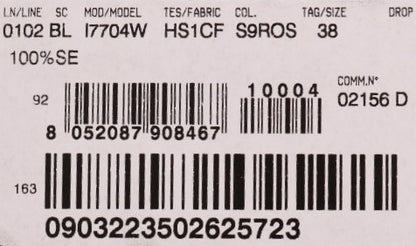 LN/LINE SC MOD/MODEL TES/FABRIC COL. TAG/SIZE DROP
0102 BL I7704W HS1CF S9ROS 38
100%SE
COMM.N°
10004
92
02156 D
8 052087 908467
163
0903223502625723